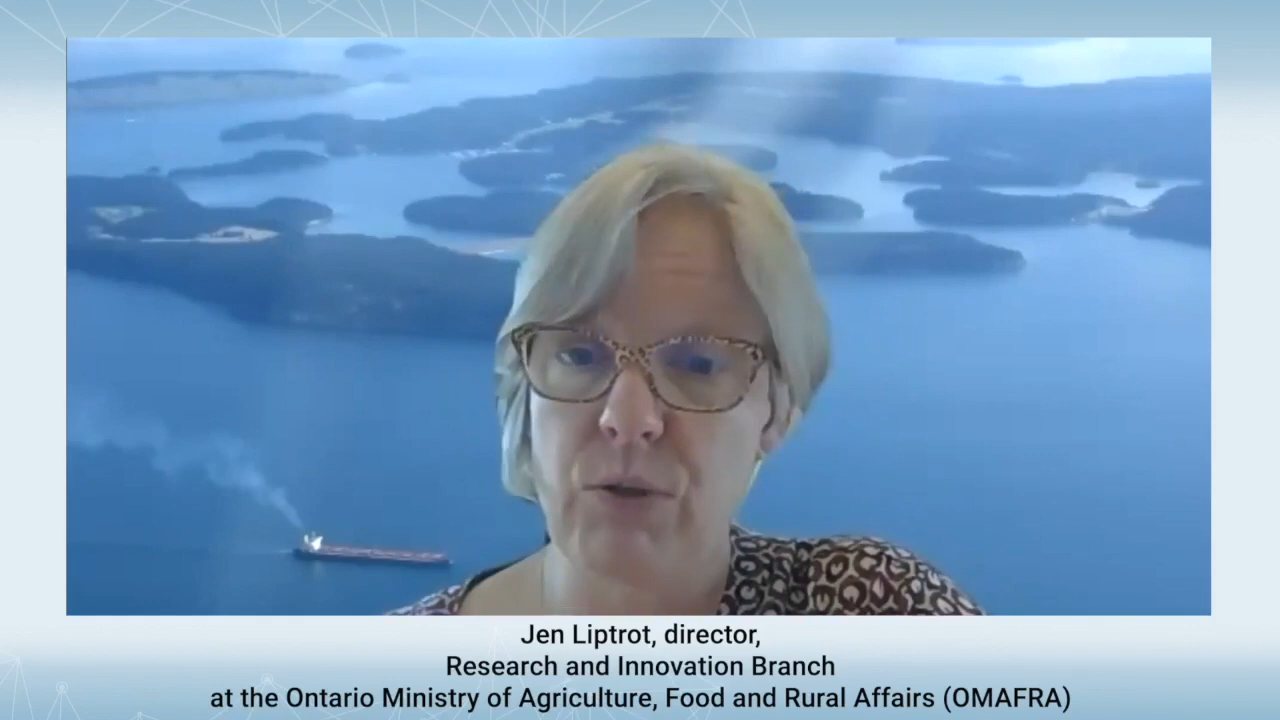 Jen Liptrot, director,
Research and Innovation Branch
at the Ontario Ministry of Agriculture, Food and Rural Affairs (OMAFRA)